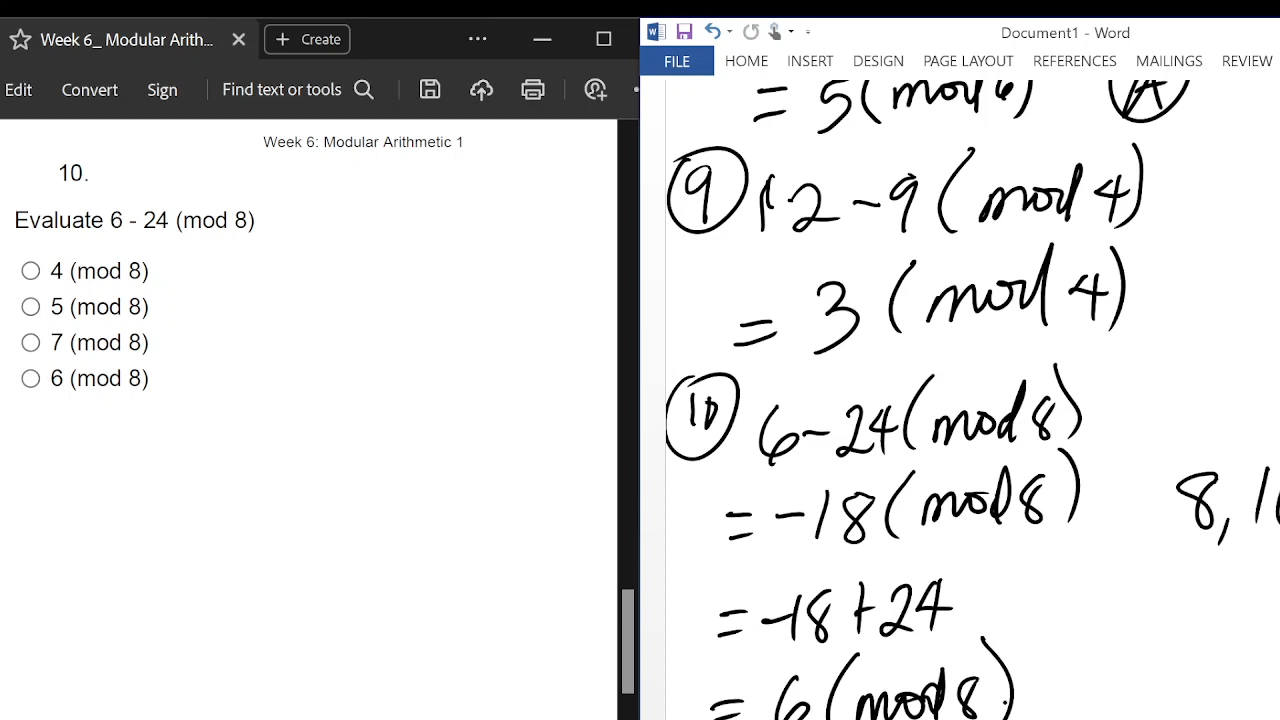 Week 6_ Modular Arith...
Create
Edit Convert Sign Find text or tools
Week 6: Modular Arithmetic 1
10.
Evaluate 6 - 24 (mod 8)
4 (mod 8)
5 (mod 8)
7 (mod 8)
6 (mod 8)
Document1 - Word
FILE HOME INSERT DESIGN PAGE LAYOUT REFERENCES MAILINGS REVIEW
= 5 (mod 6) A
9 12 - 9 (mod 4)
= 3 (mod 4)
10 6 - 24 (mod 8)
= -18 (mod 8) 8,
= -18 + 24
= 6 (mod 8)